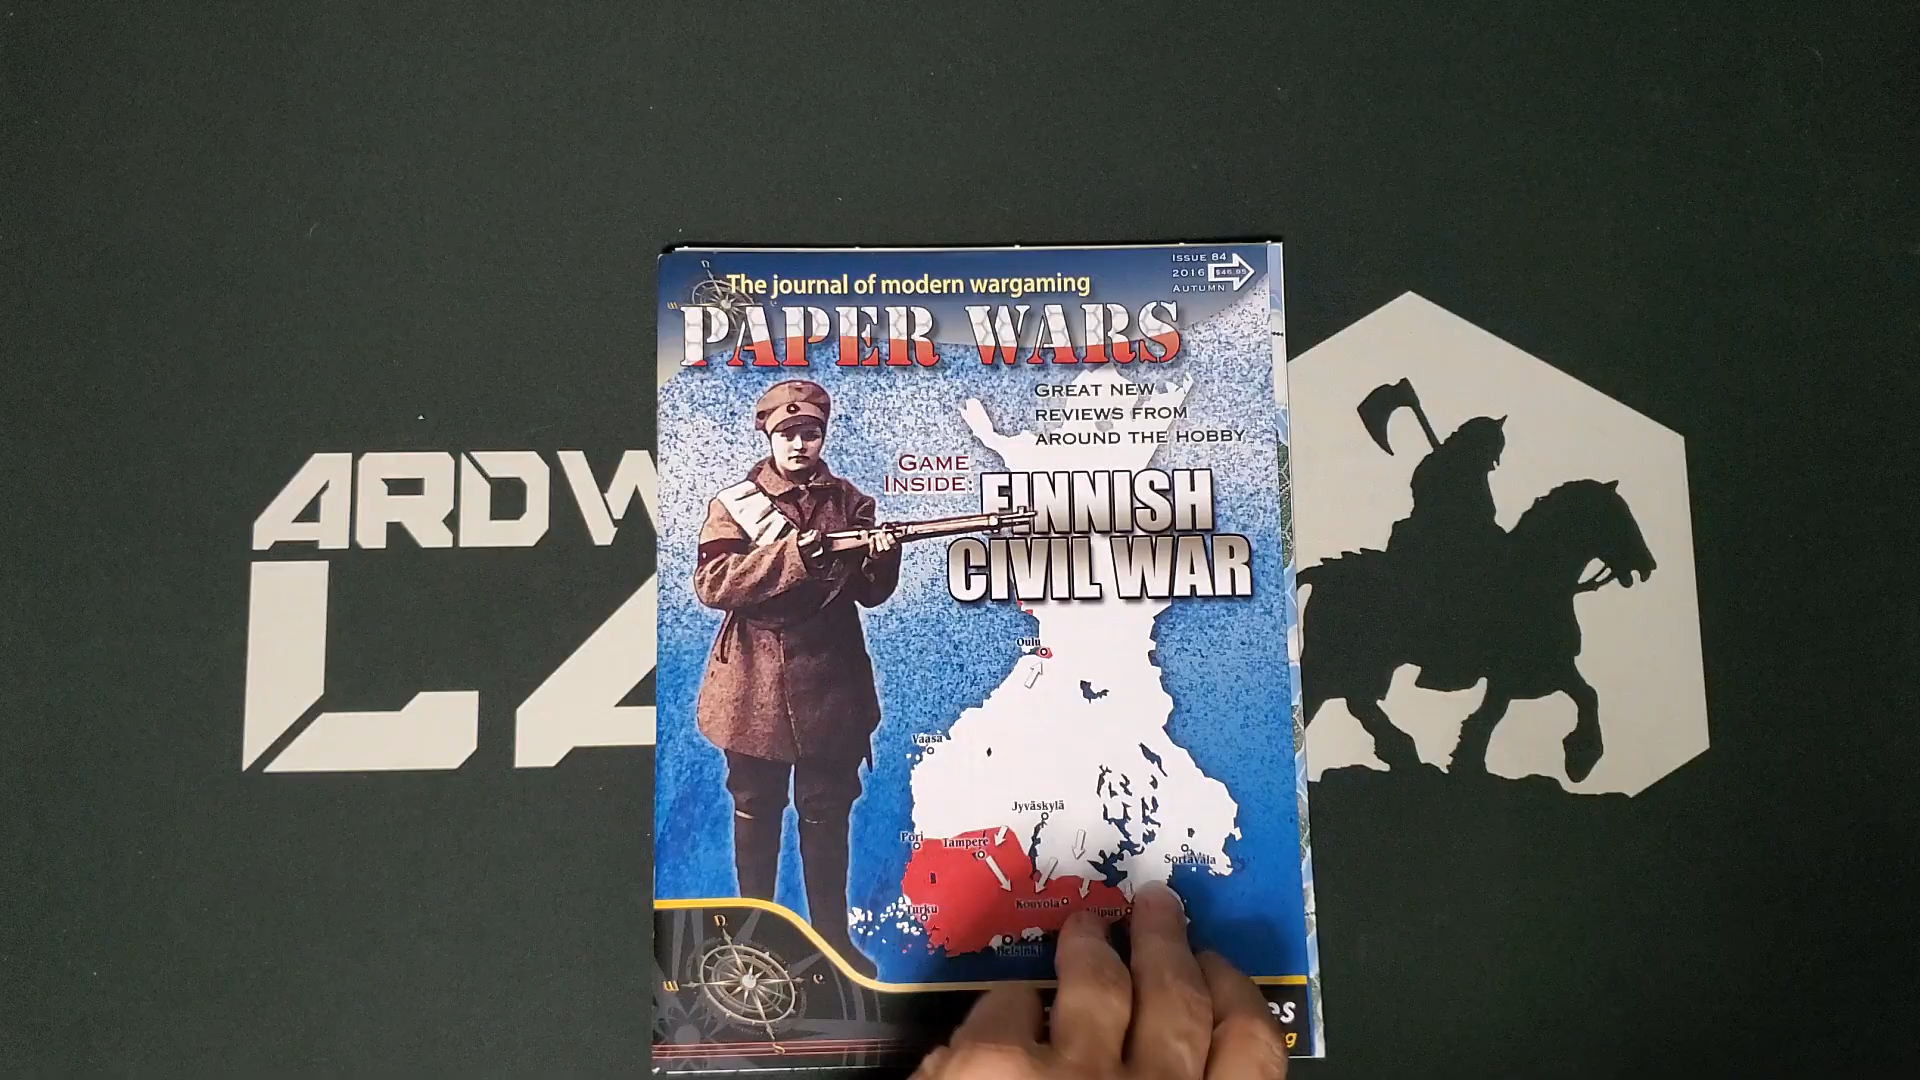 The journal of modern wargaming
ISSUE 84
2016 $46.95
AUTUMN
PAPER WARS
GREAT NEW
REVIEWS FROM
AROUND THE HOBBY
GAME
INSIDE:
FINNISH
CIVIL WAR
ARDW
Oulu
Vaasa
Jyväskylä
Pori
Tampere
Sortavala
Turku
Kouvola
Helsinki